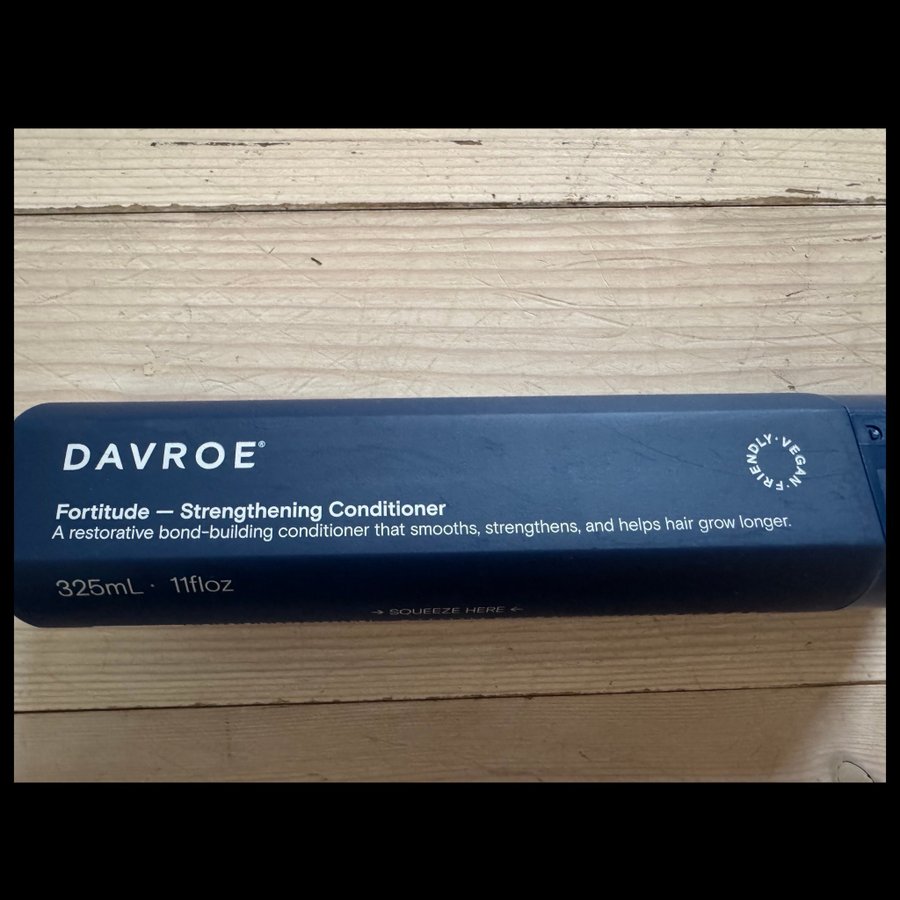 DAVROE®
Fortitude — Strengthening Conditioner
A restorative bond-building conditioner that smooths, strengthens, and helps hair grow longer.
325mL · 11floz
→ SQUEEZE HERE ←
VEGAN · FRIENDLY ·
D